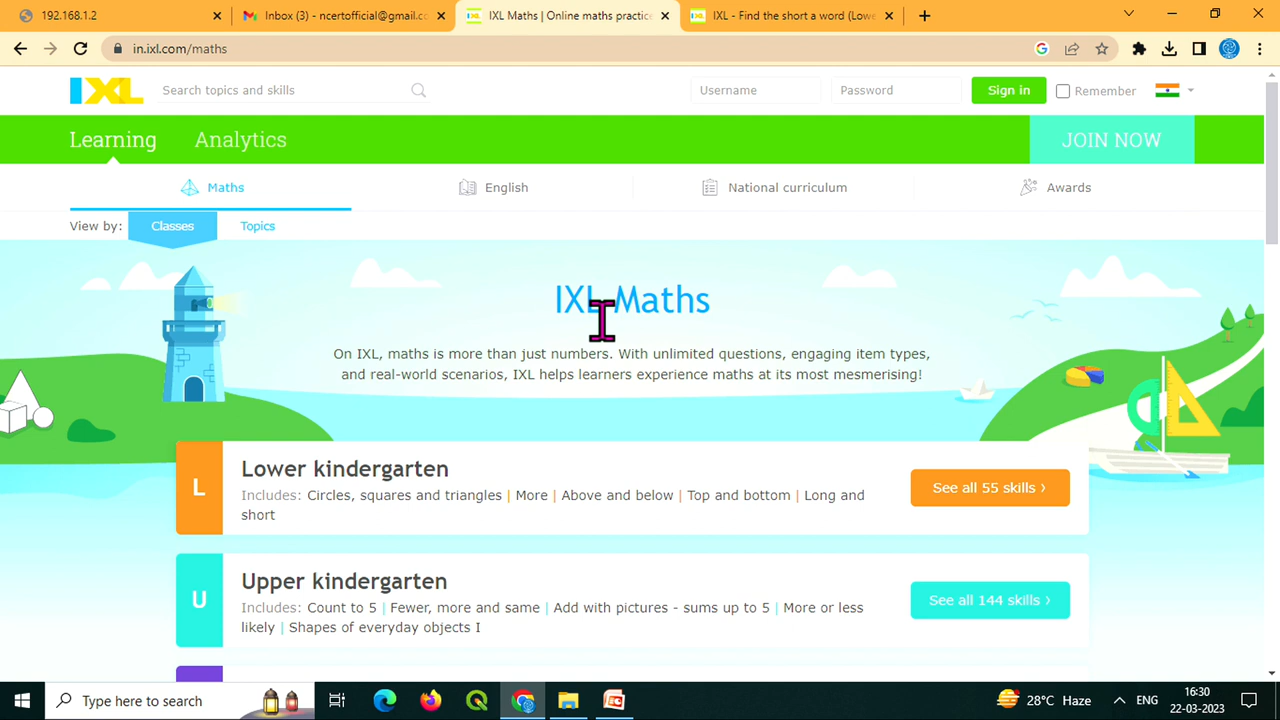 192.168.1.2
Inbox (3) - ncertofficial@gmail.co
IXL Maths | Online maths practice
IXL - Find the short a word (Lowe
in.ixl.com/maths
IXL
Search topics and skills
Username
Password
Sign in
Remember
Learning
Analytics
JOIN NOW
Maths
English
National curriculum
Awards
View by:
Classes
Topics
IXL Maths
On IXL, maths is more than just numbers. With unlimited questions, engaging item types,
and real-world scenarios, IXL helps learners experience maths at its most mesmerising!
L
Lower kindergarten
Includes: Circles, squares and triangles | More | Above and below | Top and bottom | Long and
short
See all 55 skills ›
U
Upper kindergarten
Includes: Count to 5 | Fewer, more and same | Add with pictures - sums up to 5 | More or less
likely | Shapes of everyday objects I
See all 144 skills ›
Type here to search
28°C Haze
ENG
16:30
22-03-2023